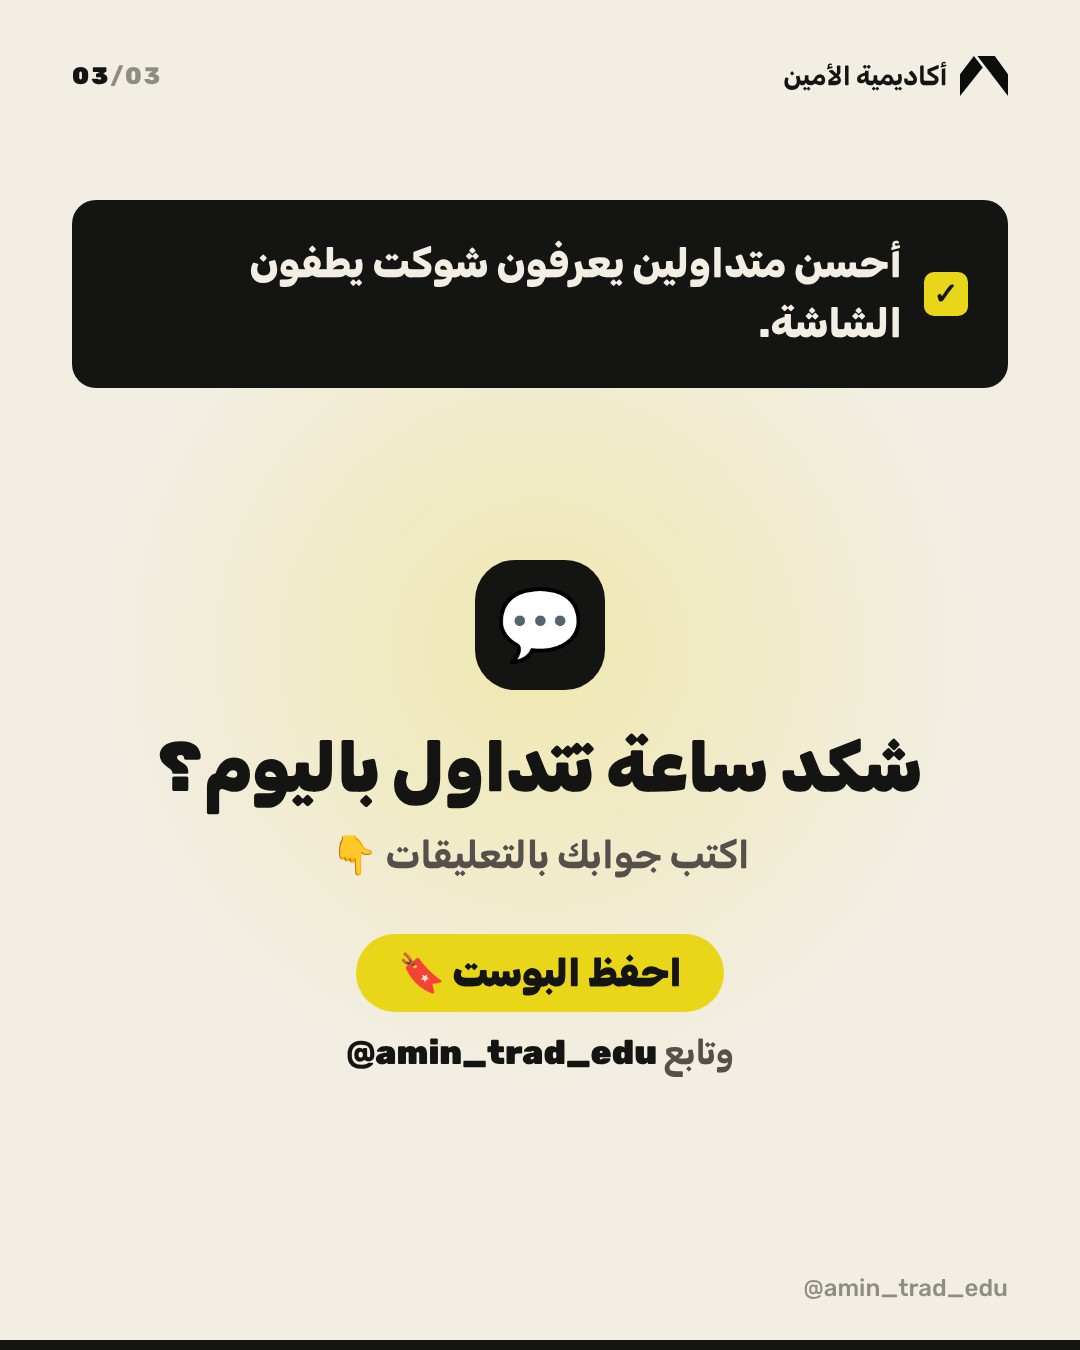 أكاديمية الأمين
03/03
أحسن متداولين يعرفون شوكت يطفون
الشاشة.
شكد ساعة تتداول باليوم؟
اكتب جوابك بالتعليقات 👇
احفظ البوست 🔖
وتابع @amin_trad_edu
@amin_trad_edu